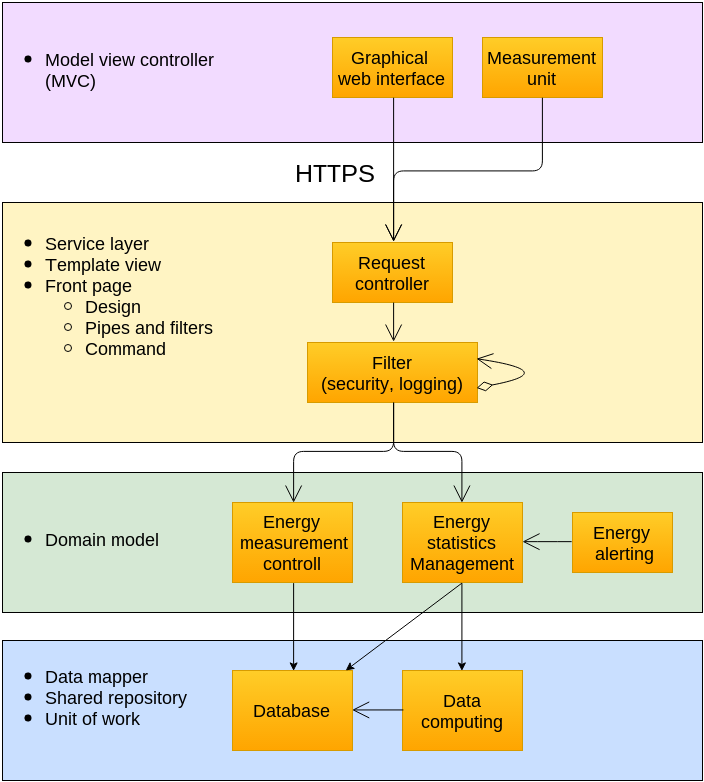 Model view controller
(MVC)
Graphical
web interface
Measurement
unit
HTTPS
Service layer
Template view
Front page
Design
Pipes and filters
Command
Request
controller
Filter
(security, logging)
Domain model
Energy
measurement
controll
Energy
statistics
Management
Energy
alerting
Data mapper
Shared repository
Unit of work
Database
Data
computing